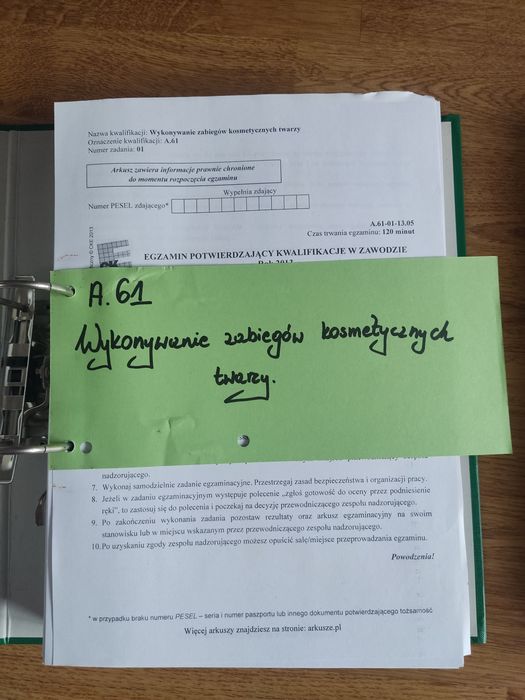 Nazwa kwalifikacji: Wykonywanie zabiegów kosmetycznych twarzy
Oznaczenie kwalifikacji: A.61
Numer zadania: 01
Arkusz zawiera informacje prawnie chronione
do momentu rozpoczęcia egzaminu
Wypełnia zdający
Numer PESEL zdającego*
A.61-01-13.05
Czas trwania egzaminu: 120 minut
EGZAMIN POTWIERDZAJĄCY KWALIFIKACJE W ZAWODZIE
Rok 2013
CKE 2013
A.61
Wykonywanie zabiegów kosmetycznych
twarzy.
nadzorującego.
7. Wykonaj samodzielnie zadanie egzaminacyjne. Przestrzegaj zasad bezpieczeństwa i organizacji pracy.
8. Jeżeli w zadaniu egzaminacyjnym występuje polecenie „zgłoś gotowość do oceny przez podniesienie
ręki”, to zastosuj się do polecenia i poczekaj na decyzję przewodniczącego zespołu nadzorującego.
9. Po zakończeniu wykonania zadania pozostaw rezultaty oraz arkusz egzaminacyjny na swoim
stanowisku lub w miejscu wskazanym przez przewodniczącego zespołu nadzorującego.
10. Po uzyskaniu zgody zespołu nadzorującego możesz opuścić salę/miejsce przeprowadzania egzaminu.
Powodzenia!
* w przypadku braku numeru PESEL – seria i numer paszportu lub innego dokumentu potwierdzającego tożsamość
Więcej arkuszy znajdziesz na stronie: arkusze.pl